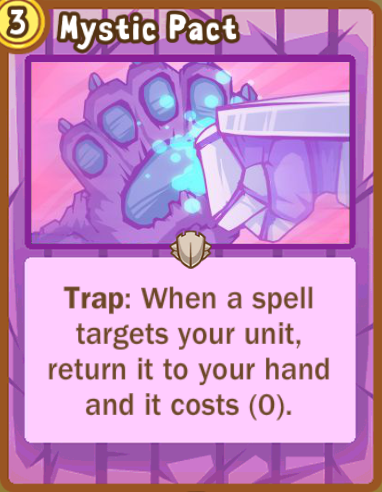 3
Mystic Pact
Trap: When a spell
targets your unit,
return it to your hand
and it costs (0).